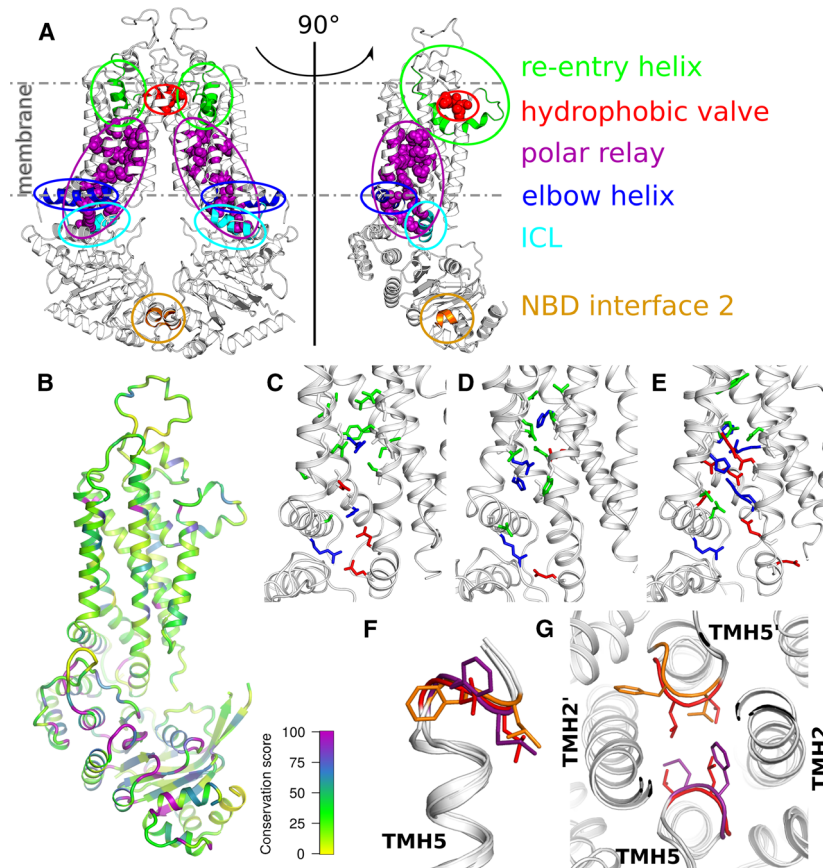 A
90°
membrane
re-entry helix
hydrophobic valve
polar relay
elbow helix
ICL
NBD interface 2
B
C
D
E
Conservation score
100
75
50
25
0
F
TMH5
G
TMH5'
TMH2'
TMH2
TMH5